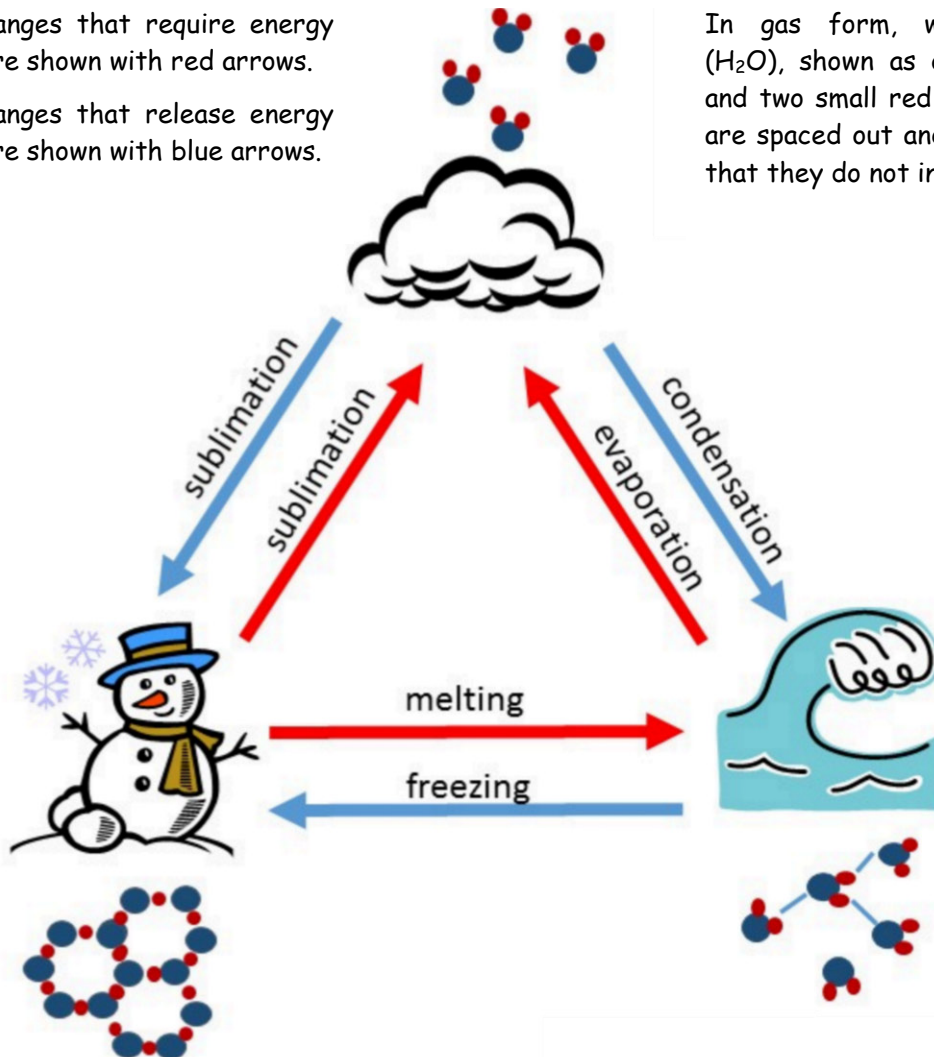 anges that require energy
re shown with red arrows.
anges that release energy
re shown with blue arrows.
In gas form, w
(H₂O), shown as
and two small red
are spaced out an
that they do not in
sublimation
sublimation
evaporation
condensation
melting
freezing